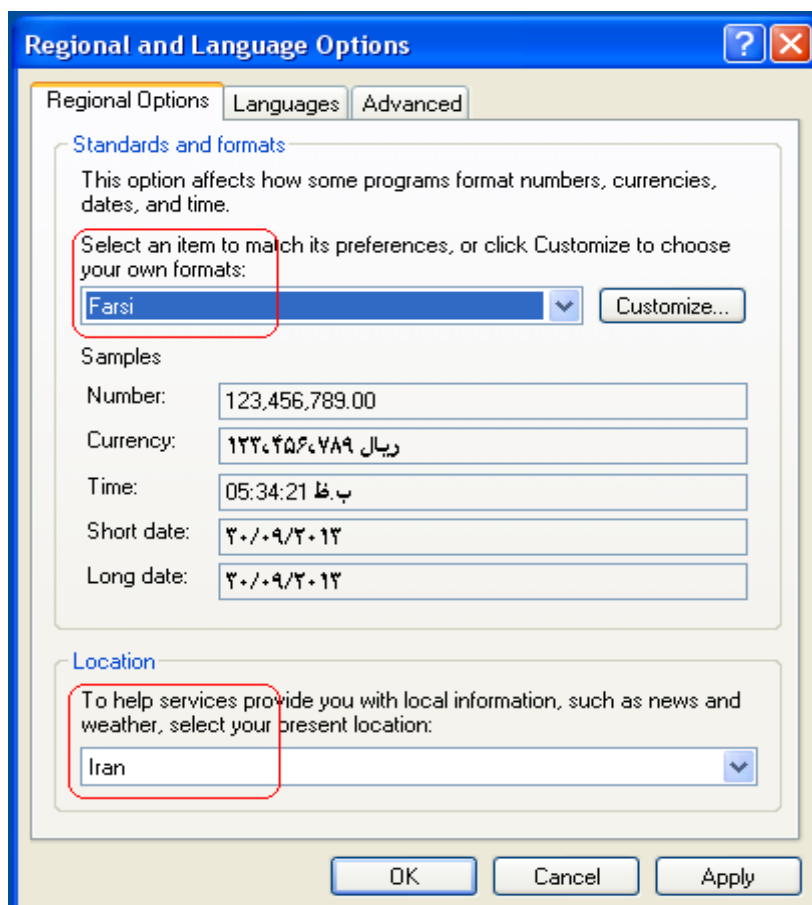 Regional and Language Options
Regional Options Languages Advanced
Standards and formats
This option affects how some programs format numbers, currencies,
dates, and time.
Select an item to match its preferences, or click Customize to choose
your own formats:
Farsi Customize...
Samples
Number: 123,456,789.00
Currency: ریال ۱۲۳،۴۵۶،۷۸۹
Time: 05:34:21 ب.ظ
Short date: ۳۰/۰۹/۲۰۱۳
Long date: ۳۰/۰۹/۲۰۱۳
Location
To help services provide you with local information, such as news and
weather, select your present location:
Iran
OK Cancel Apply